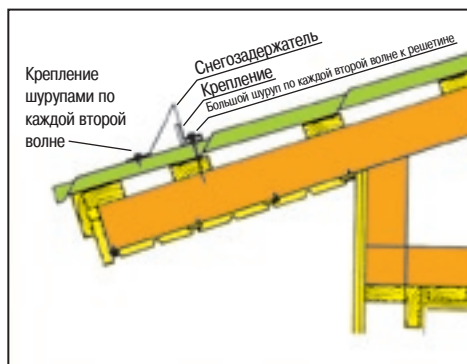 Снегозадержатель
Крепление
Большой шуруп по каждой второй волне к решетине
Крепление
шурупами по
каждой второй
волне